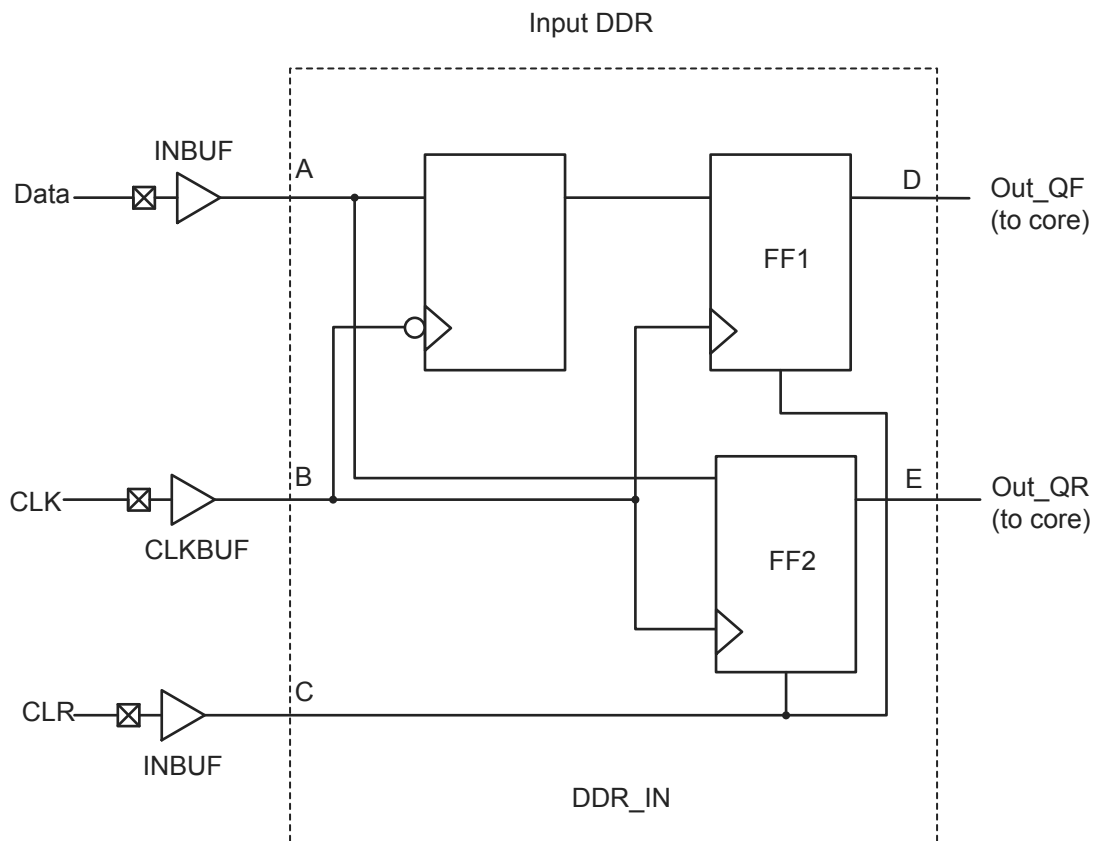 Input DDR
INBUF
A
Data
D
Out_QF
(to core)
FF1
B
CLK
CLKBUF
E
Out_QR
(to core)
FF2
C
CLR
INBUF
DDR_IN